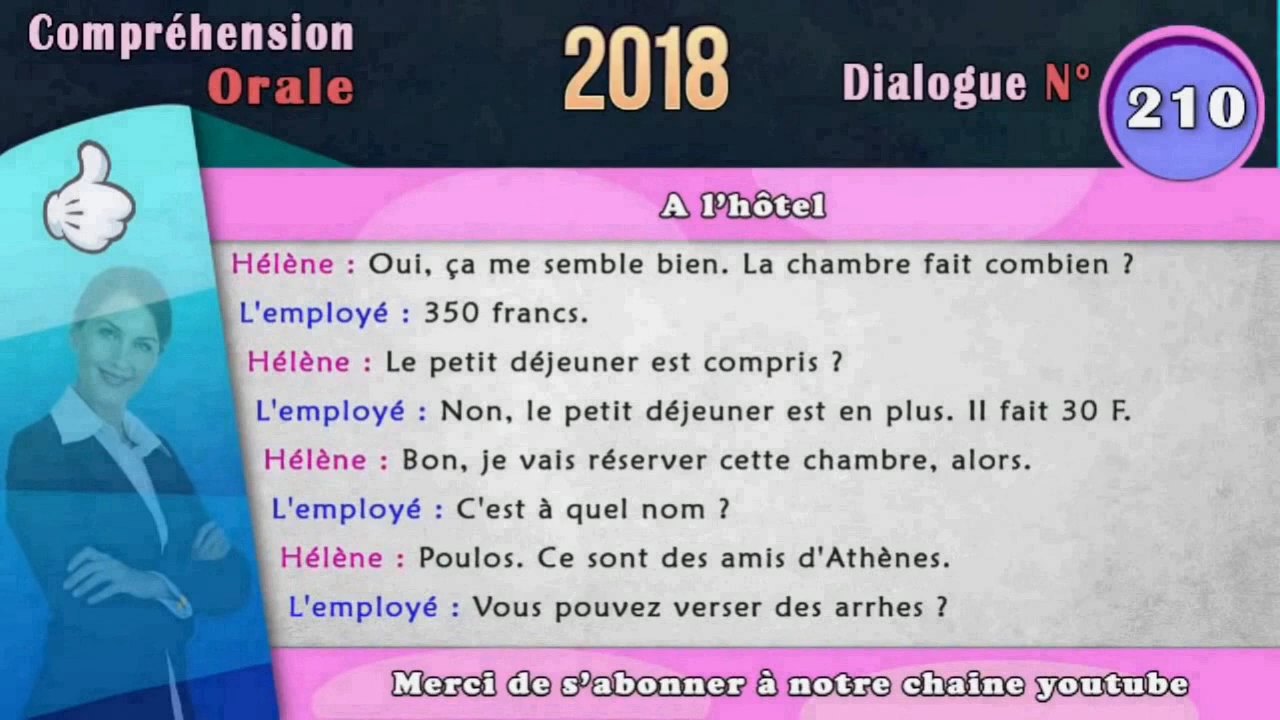 Compréhension
Orale
2018
Dialogue N° 210
A l'hôtel
Hélène : Oui, ça me semble bien. La chambre fait combien ?
L'employé : 350 francs.
Hélène : Le petit déjeuner est compris ?
L'employé : Non, le petit déjeuner est en plus. Il fait 30 F.
Hélène : Bon, je vais réserver cette chambre, alors.
L'employé : C'est à quel nom ?
Hélène : Poulos. Ce sont des amis d'Athènes.
L'employé : Vous pouvez verser des arrhes ?
Merci de s'abonner à notre chaine youtube